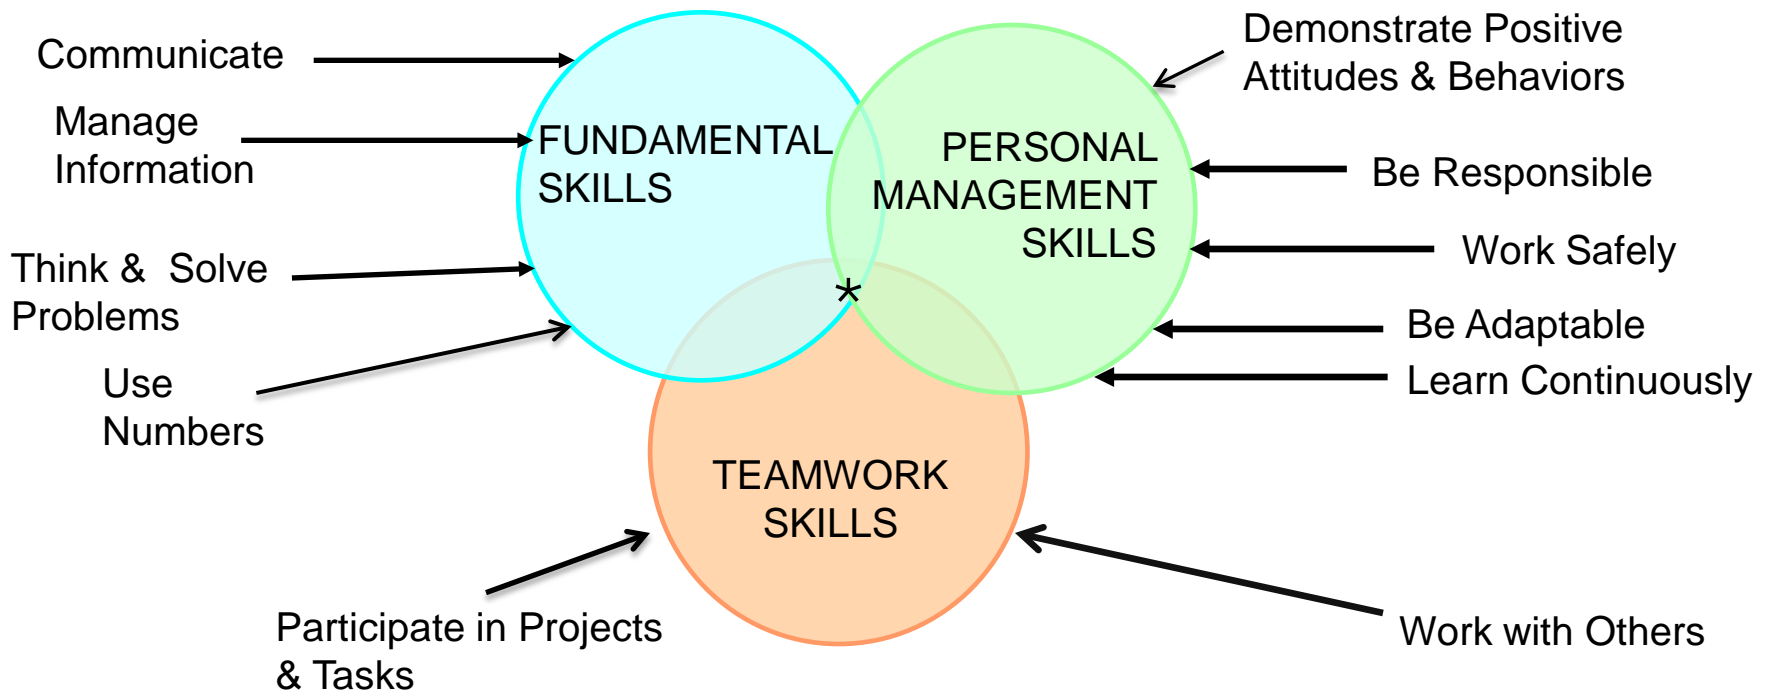 Communicate
Manage
Information
Think &  Solve
Problems
Use
Numbers
FUNDAMENTAL
SKILLS
PERSONAL
MANAGEMENT
SKILLS
*
Demonstrate Positive
Attitudes & Behaviors
Be Responsible
Work Safely
Be Adaptable
Learn Continuously
TEAMWORK
SKILLS
Participate in Projects
& Tasks
Work with Others